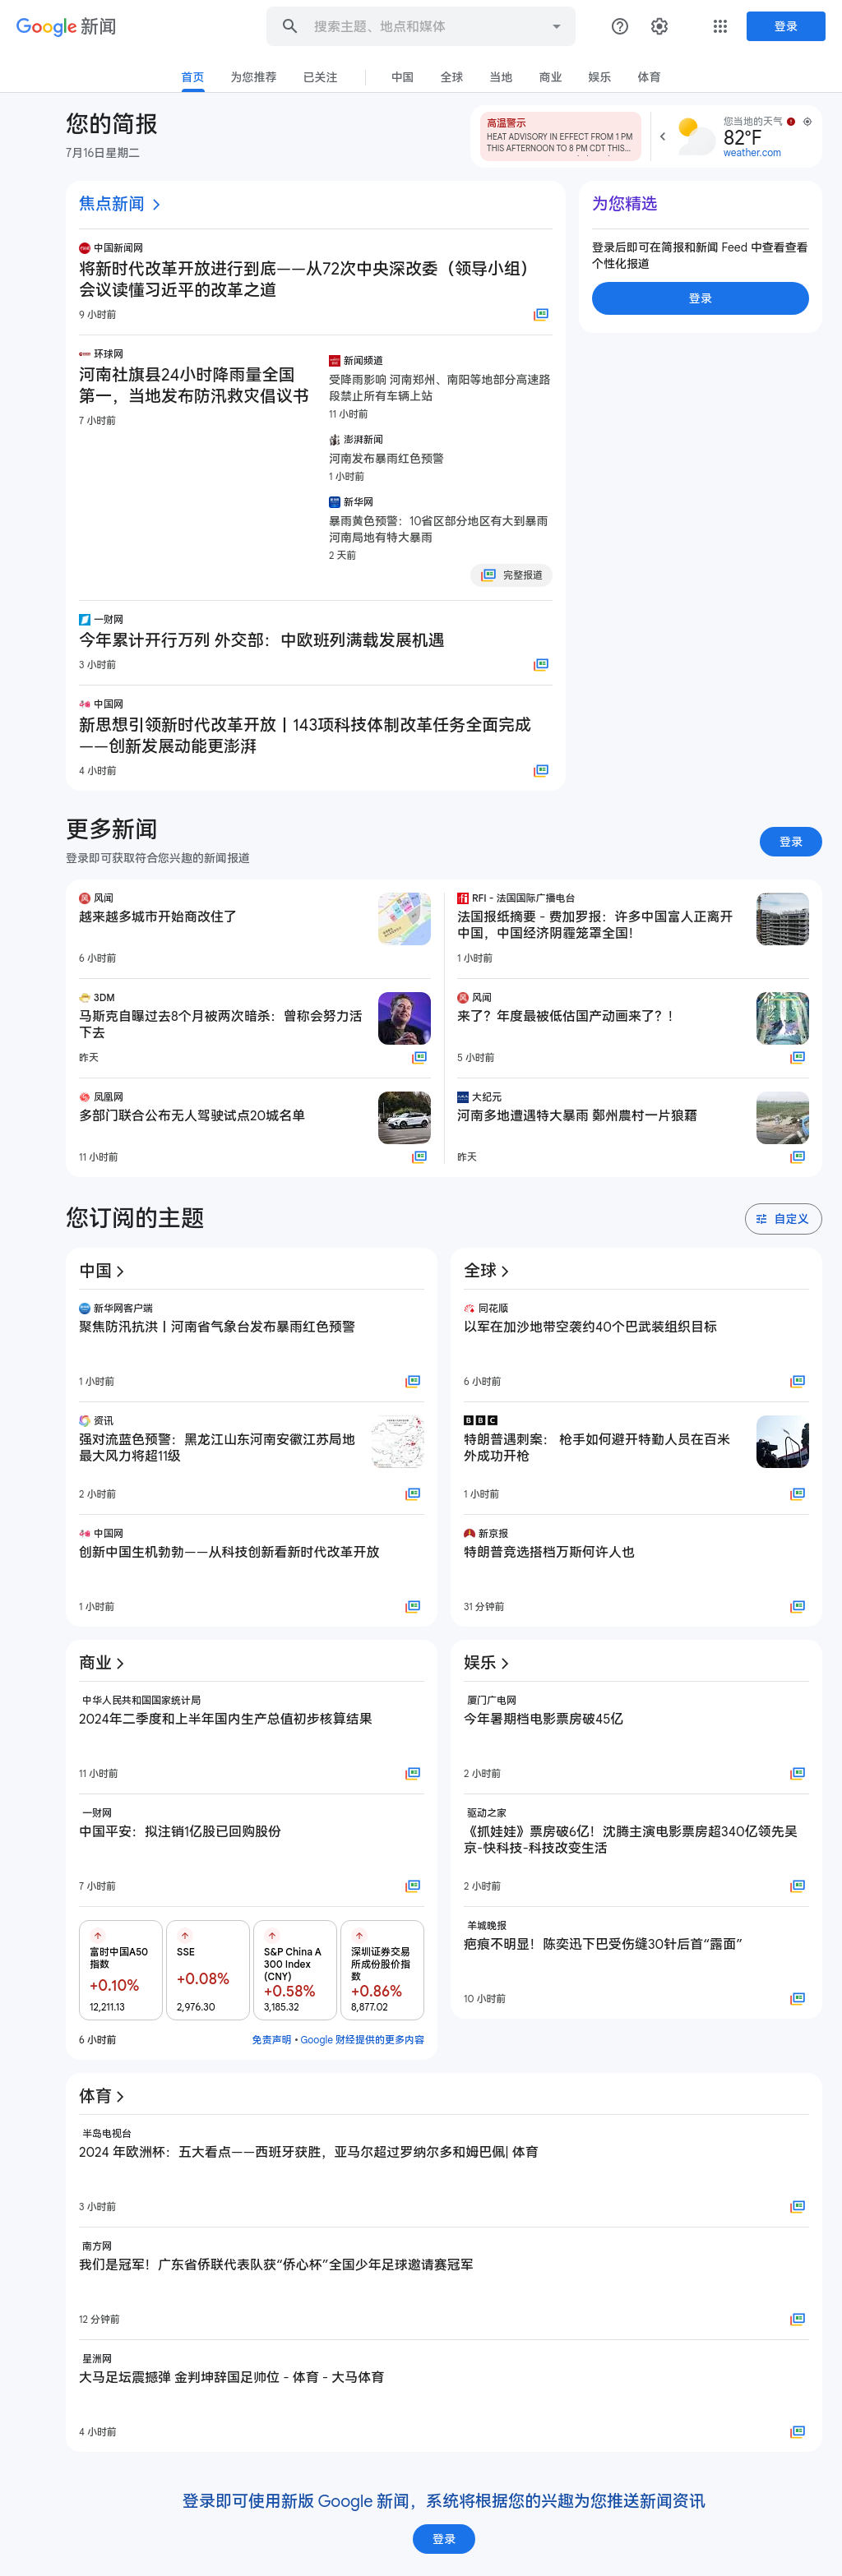 Google 新闻
搜索主题、地点和媒体
登录
首页
为您推荐
已关注
中国
全球
当地
商业
娱乐
体育
您的简报
7月16日星期二
高温警示
HEAT ADVISORY IN EFFECT FROM 1 PM
THIS AFTERNOON TO 8 PM CDT THIS...
您当地的天气
82°F
weather.com
焦点新闻
中国新闻网
将新时代改革开放进行到底——从72次中央深改委（领导小组）
会议读懂习近平的改革之道
9 小时前
环球网
河南社旗县24小时降雨量全国
第一，当地发布防汛救灾倡议书
7 小时前
新闻频道
受降雨影响 河南郑州、南阳等地部分高速路
段禁止所有车辆上站
11 小时前
澎湃新闻
河南发布暴雨红色预警
1 小时前
新华网
暴雨黄色预警：10省区部分地区有大到暴雨
河南局地有特大暴雨
2 天前
完整报道
一财网
今年累计开行万列 外交部：中欧班列满载发展机遇
3 小时前
中国网
新思想引领新时代改革开放丨143项科技体制改革任务全面完成
——创新发展动能更澎湃
4 小时前
为您精选
登录后即可在简报和新闻 Feed 中查看查看
个性化报道
登录
更多新闻
登录即可获取符合您兴趣的新闻报道
登录
风闻
越来越多城市开始商改住了
6 小时前
3DM
马斯克自曝过去8个月被两次暗杀：曾称会努力活
下去
昨天
凤凰网
多部门联合公布无人驾驶试点20城名单
11 小时前
RFI - 法国国际广播电台
法国报纸摘要 - 费加罗报：许多中国富人正离开
中国，中国经济阴霾笼罩全国！
1 小时前
风闻
来了？年度最被低估国产动画来了？！
5 小时前
大纪元
河南多地遭遇特大暴雨 鄭州農村一片狼藉
昨天
您订阅的主题
自定义
中国
新华网客户端
聚焦防汛抗洪丨河南省气象台发布暴雨红色预警
1 小时前
资讯
强对流蓝色预警：黑龙江山东河南安徽江苏局地
最大风力将超11级
2 小时前
中国网
创新中国生机勃勃——从科技创新看新时代改革开放
1 小时前
全球
同花顺
以军在加沙地带空袭约40个巴武装组织目标
6 小时前
BBC
特朗普遇刺案： 枪手如何避开特勤人员在百米
外成功开枪
1 小时前
新京报
特朗普竞选搭档万斯何许人也
31 分钟前
商业
中华人民共和国国家统计局
2024年二季度和上半年国内生产总值初步核算结果
11 小时前
一财网
中国平安：拟注销1亿股已回购股份
7 小时前
富时中国A50
指数
+0.10%
12,211.13
SSE
+0.08%
2,976.30
S&P China A
300 Index
(CNY)
+0.58%
3,185.32
深圳证券交易
所成份股价指
数
+0.86%
8,877.02
6 小时前
免责声明 • Google 财经提供的更多内容
娱乐
厦门广电网
今年暑期档电影票房破45亿
2 小时前
驱动之家
《抓娃娃》票房破6亿！沈腾主演电影票房超340亿领先吴
京-快科技-科技改变生活
2 小时前
羊城晚报
疤痕不明显！陈奕迅下巴受伤缝30针后首“露面”
10 小时前
体育
半岛电视台
2024 年欧洲杯：五大看点——西班牙获胜，亚马尔超过罗纳尔多和姆巴佩| 体育
3 小时前
南方网
我们是冠军！广东省侨联代表队获“侨心杯”全国少年足球邀请赛冠军
12 分钟前
星洲网
大马足坛震撼弹 金判坤辞国足帅位 - 体育 - 大马体育
4 小时前
登录即可使用新版 Google 新闻，系统将根据您的兴趣为您推送新闻资讯
登录